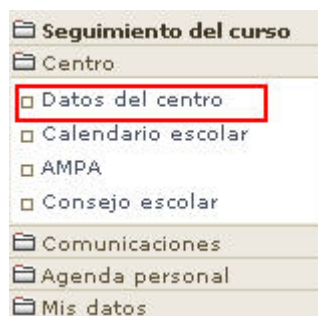 Seguimiento del curso
Centro
Datos del centro
Calendario escolar
AMPA
Consejo escolar
Comunicaciones
Agenda personal
Mis datos